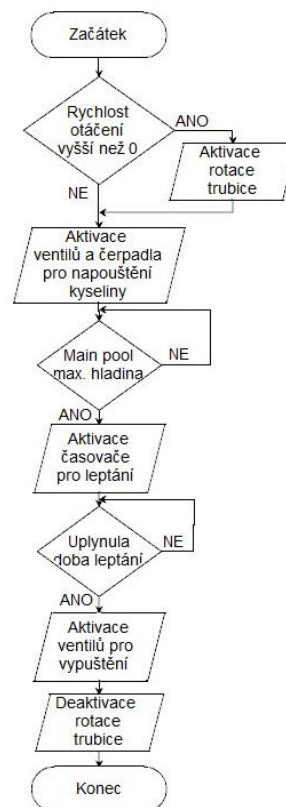 Začátek
Rychlost
otáčení
vyšší než 0
ANO
Aktivace
rotace
trubice
NE
Aktivace
ventilů a čerpadla
pro napouštění
kyseliny
Main pool
max. hladina
NE
ANO
Aktivace
časovače
pro leptání
Uplynula
doba leptání
NE
ANO
Aktivace
ventilů pro
vypuštění
Deaktivace
rotace
trubice
Konec